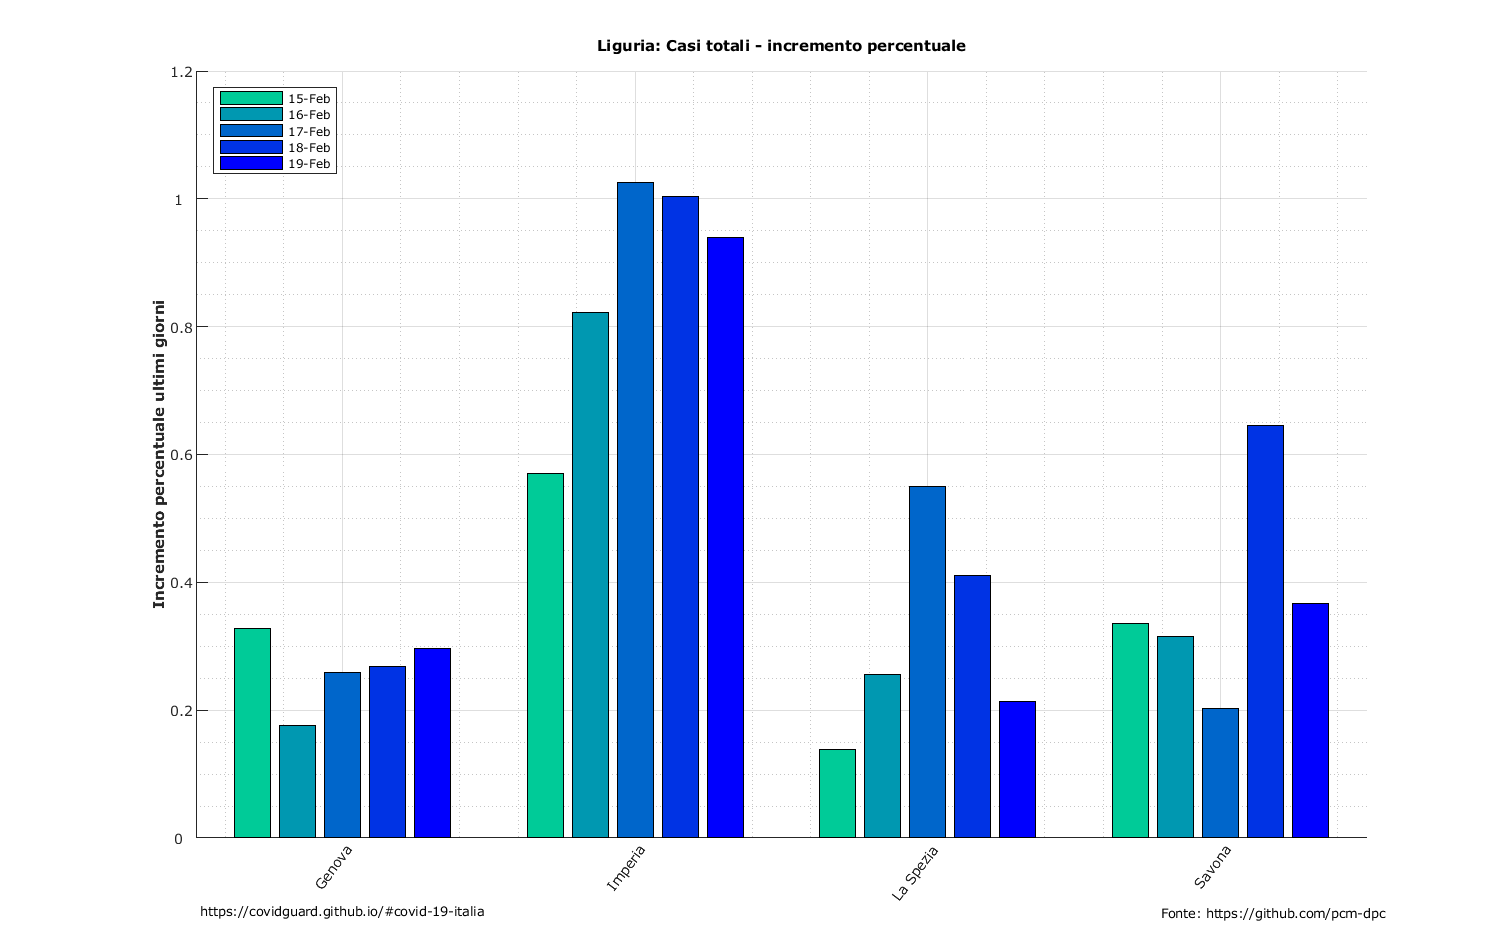 Liguria: Casi totali - incremento percentuale
Incremento percentuale ultimi giorni
1.2
1
0.8
0.6
0.4
0.2
0
15-Feb
16-Feb
17-Feb
18-Feb
19-Feb
Genova
Imperia
La Spezia
Savona
https://covidguard.github.io/#covid-19-italia
Fonte: https://github.com/pcm-dpc